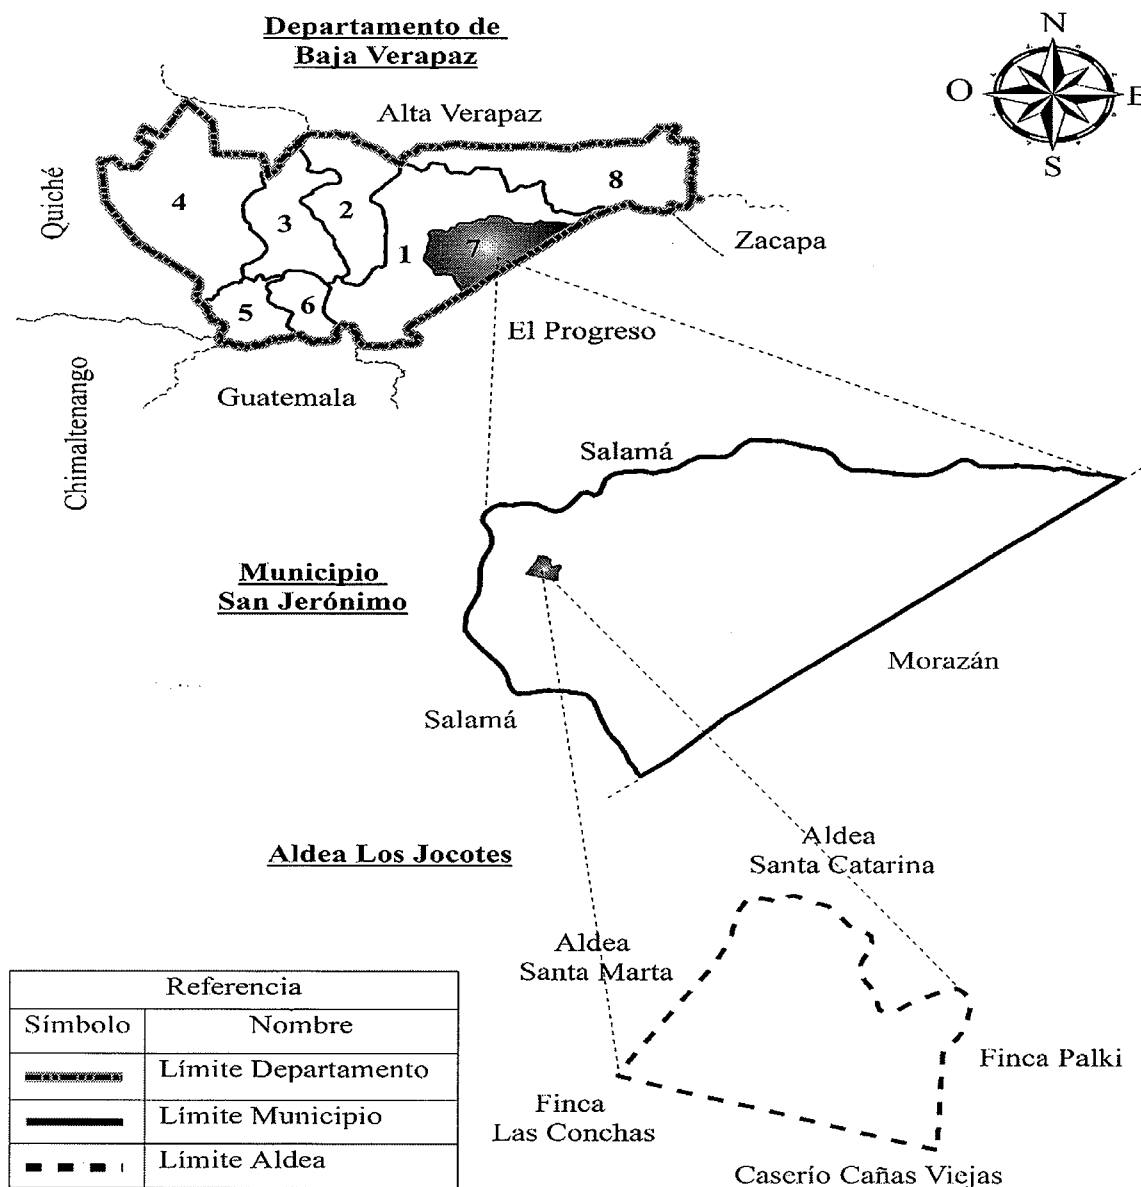 Departamento de
Baja Verapaz
N
O
E
S
Alta Verapaz
Quiché
4
3
2
8
1
7
5
6
Zacapa
El Progreso
Guatemala
Chimaltenango
Salamá
Municipio
San Jerónimo
Morazán
Salamá
Aldea
Santa Catarina
Aldea Los Jocotes
Aldea
Santa Marta
Finca Palki
Finca
Las Conchas
Caserío Cañas Viejas
Referencia
Símbolo Nombre
Límite Departamento
Límite Municipio
Límite Aldea